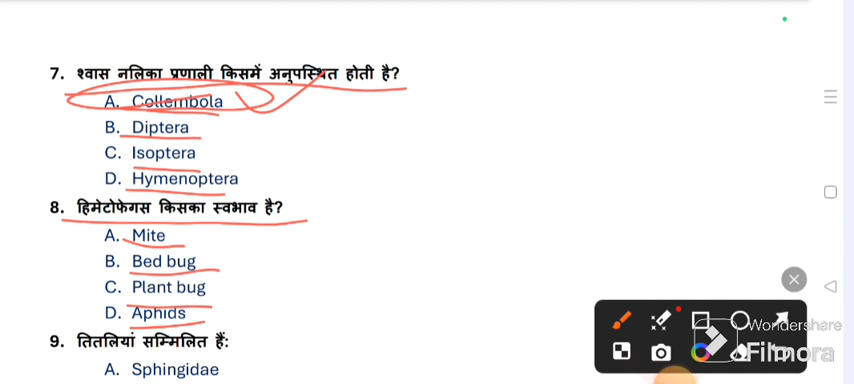 7. श्वास नलिका प्रणाली किसमें अनुपस्थित होती है?
A. Collembola
B. Diptera
C. Isoptera
D. Hymenoptera
8. हिमेटोफेगस किसका स्वभाव है?
A. Mite
B. Bed bug
C. Plant bug
D. Aphids
9. तितलियां सम्मिलित हैं:
A. Sphingidae
Wondershare
Filmora